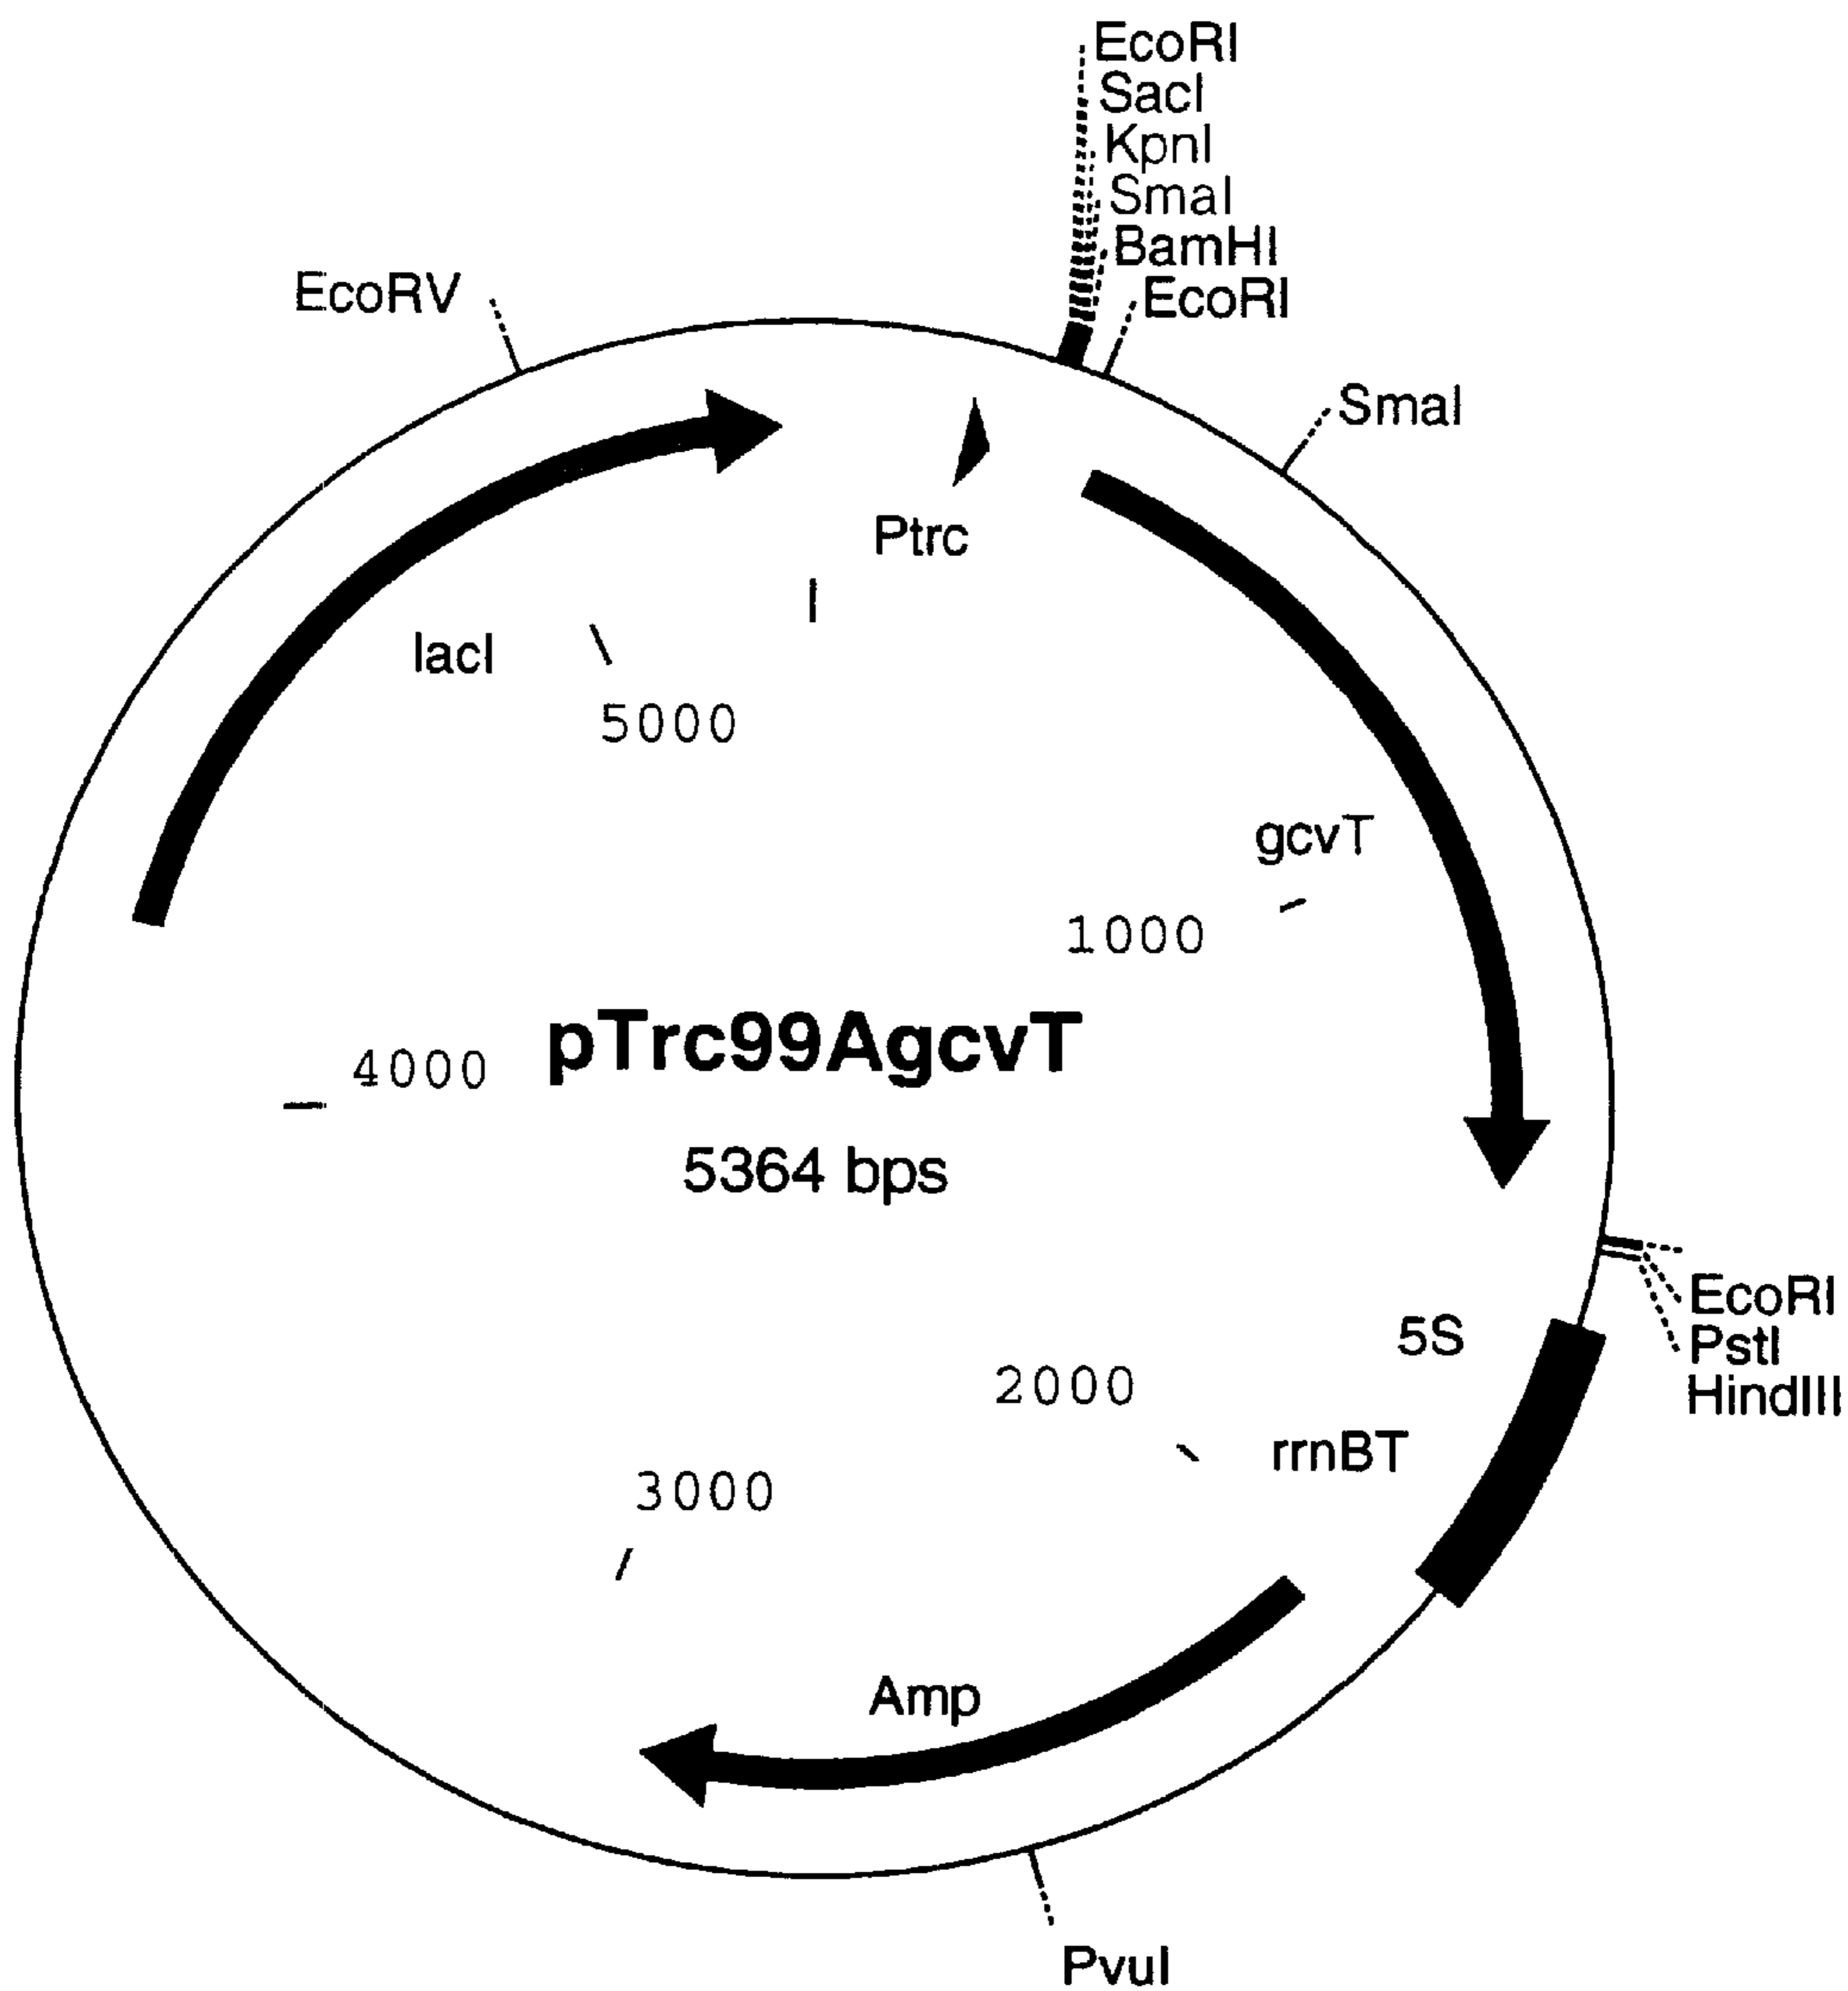 EcoRI
SacI
KpnI
SmaI
BamHI
EcoRI
EcoRV
SmaI
Ptrc
lacI
5000
gcvT
1000
pTrc99AgcvT
4000
5364 bps
EcoRI
5S
PstI
2000
HindIII
rrnBT
3000
Amp
PvuI